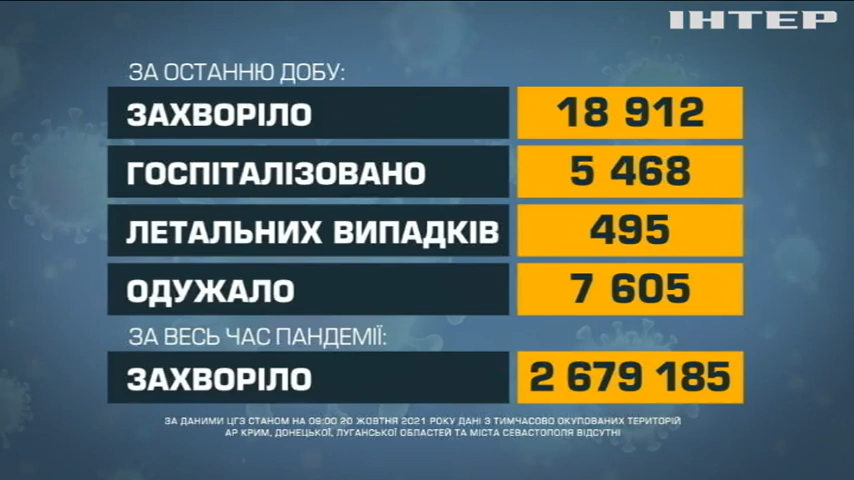 ІНТЕР
ЗА ОСТАННЮ ДОБУ:
ЗАХВОРІЛО 18 912
ГОСПІТАЛІЗОВАНО 5 468
ЛЕТАЛЬНИХ ВИПАДКІВ 495
ОДУЖАЛО 7 605
ЗА ВЕСЬ ЧАС ПАНДЕМІЇ:
ЗАХВОРІЛО 2 679 185
ЗА ДАНИМИ ЦГЗ СТАНОМ НА 09:00 20 ЖОВТНЯ 2021 РОКУ ДАНІ З ТИМЧАСОВО ОКУПОВАНИХ ТЕРИТОРІЙ
АР КРИМ, ДОНЕЦЬКОЇ, ЛУГАНСЬКОЇ ОБЛАСТЕЙ ТА МІСТА СЕВАСТОПОЛЯ ВІДСУТНІ